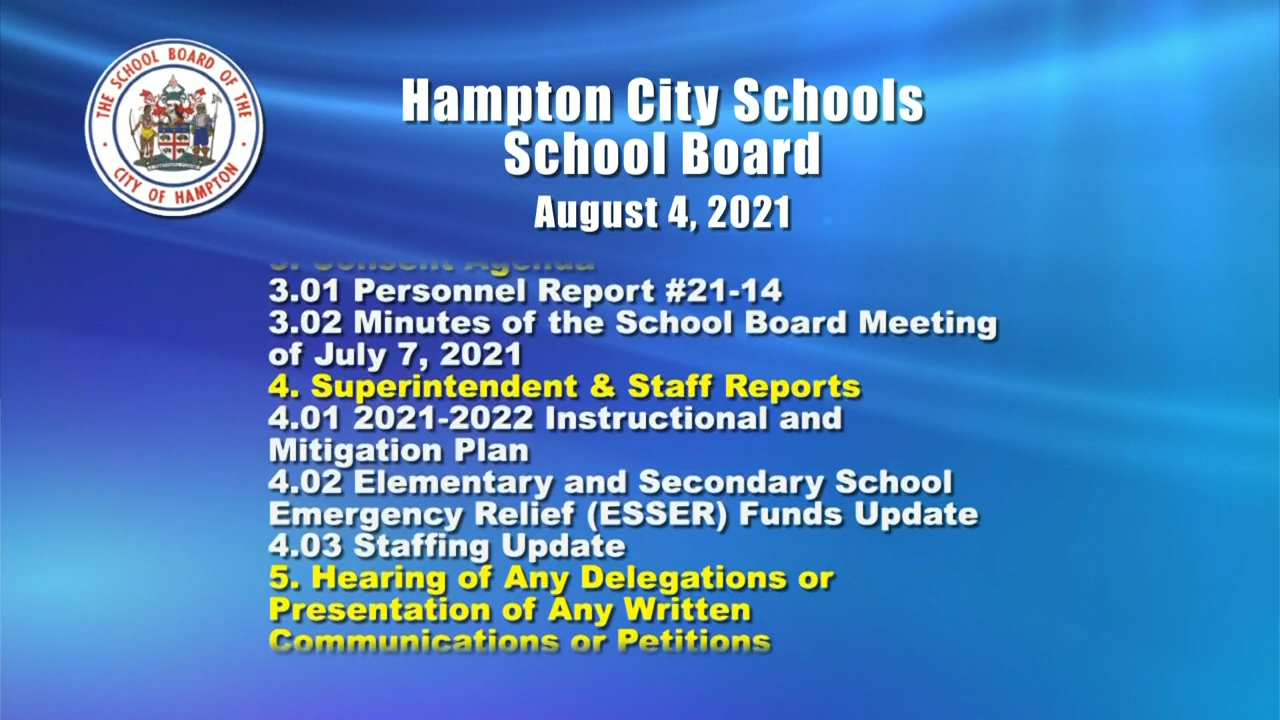 THE SCHOOL BOARD OF THE
CITY OF HAMPTON
Hampton City Schools
School Board
August 4, 2021
3. Consent Agenda
3.01 Personnel Report #21-14
3.02 Minutes of the School Board Meeting
of July 7, 2021
4. Superintendent & Staff Reports
4.01 2021-2022 Instructional and
Mitigation Plan
4.02 Elementary and Secondary School
Emergency Relief (ESSER) Funds Update
4.03 Staffing Update
5. Hearing of Any Delegations or
Presentation of Any Written
Communications or Petitions